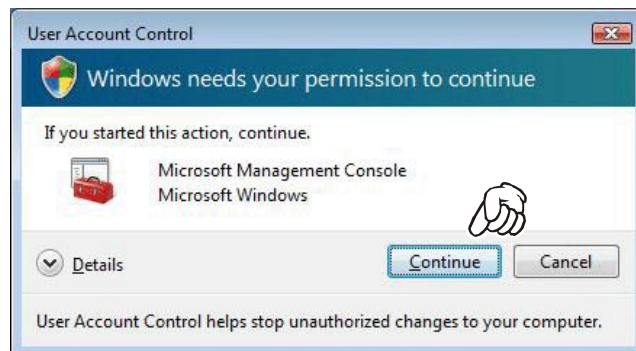 User Account Control
Windows needs your permission to continue
If you started this action, continue.
Microsoft Management Console
Microsoft Windows
Details
Continue
Cancel
User Account Control helps stop unauthorized changes to your computer.